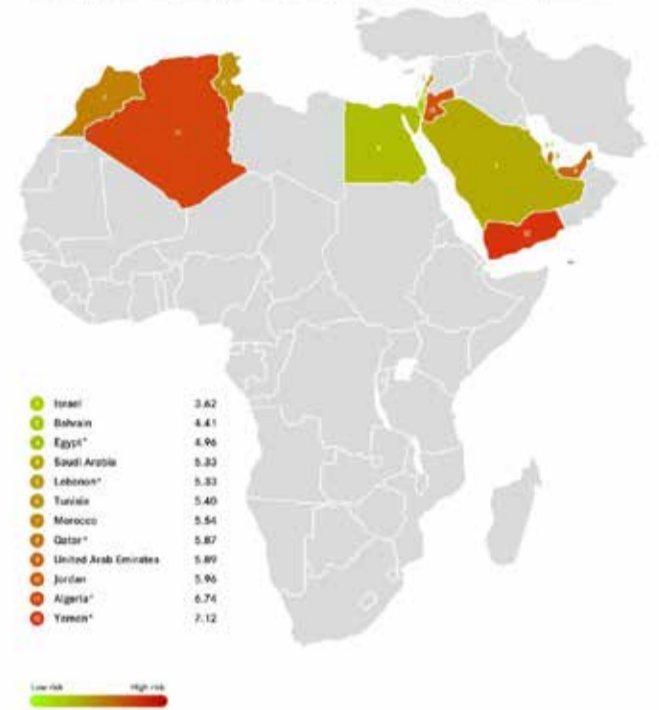 Israel 3.62
Bahrain 4.41
Egypt* 4.96
Saudi Arabia 5.33
Lebanon* 5.33
Tunisia 5.40
Morocco 5.54
Qatar* 5.87
United Arab Emirates 5.89
Jordan 5.96
Algeria* 6.74
Yemen* 7.12
Low risk High risk